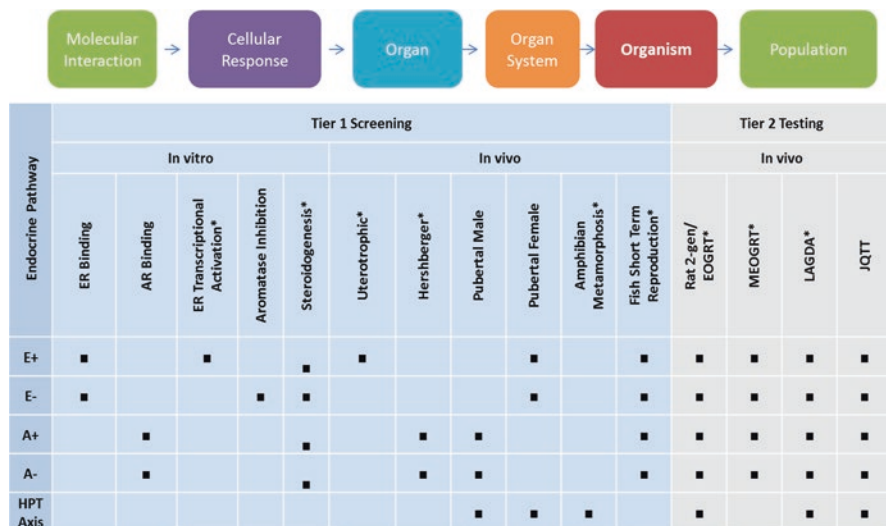 Molecular
Interaction
Cellular
Response
Organ
Organ
System
Organism
Population
Endocrine Pathway
Tier 1 Screening
Tier 2 Testing
In vitro
In vivo
In vivo
ER Binding
AR Binding
ER Transcriptional
Activation*
Aromatase Inhibition
Steroidogenesis*
Uterotrophic*
Hershberger*
Pubertal Male
Pubertal Female
Amphibian
Metamorphosis*
Fish Short Term
Reproduction*
Rat 2-gen/
EOGRT*
MEOGRT*
LAGDA*
JQTT
E+
E-
A+
A-
HPT
Axis